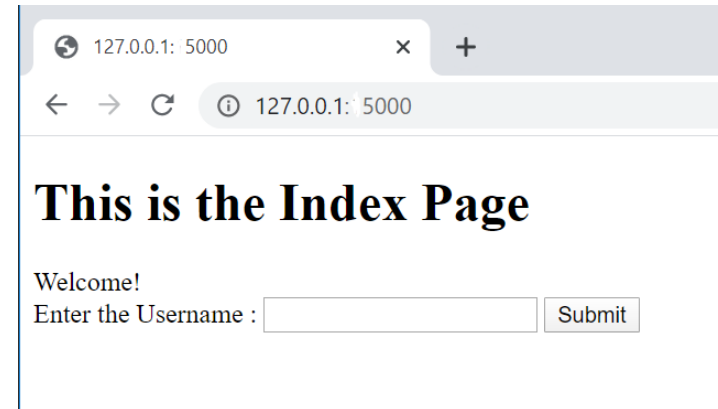 127.0.0.1: 5000
127.0.0.1: 5000
This is the Index Page
Welcome!
Enter the Username : Submit